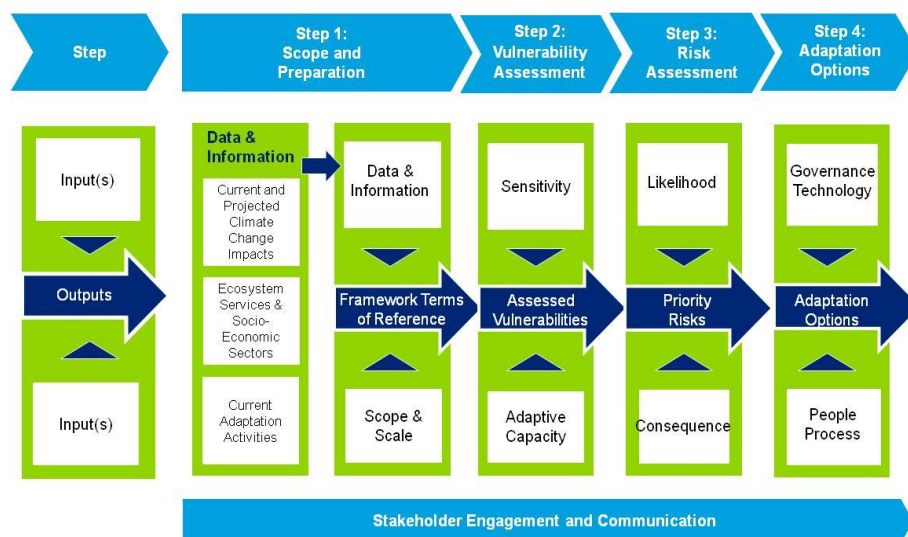 Step
Step 1:
Scope and
Preparation
Step 2:
Vulnerability
Assessment
Step 3:
Risk
Assessment
Step 4:
Adaptation
Options
Input(s)
Outputs
Input(s)
Data &
Information
Current and
Projected
Climate
Change
Impacts
Ecosystem
Services &
Socio-
Economic
Sectors
Current
Adaptation
Activities
Data &
Information
Framework Terms
of Reference
Scope &
Scale
Sensitivity
Assessed
Vulnerabilities
Adaptive
Capacity
Likelihood
Priority
Risks
Consequence
Governance
Technology
Adaptation
Options
People
Process
Stakeholder Engagement and Communication